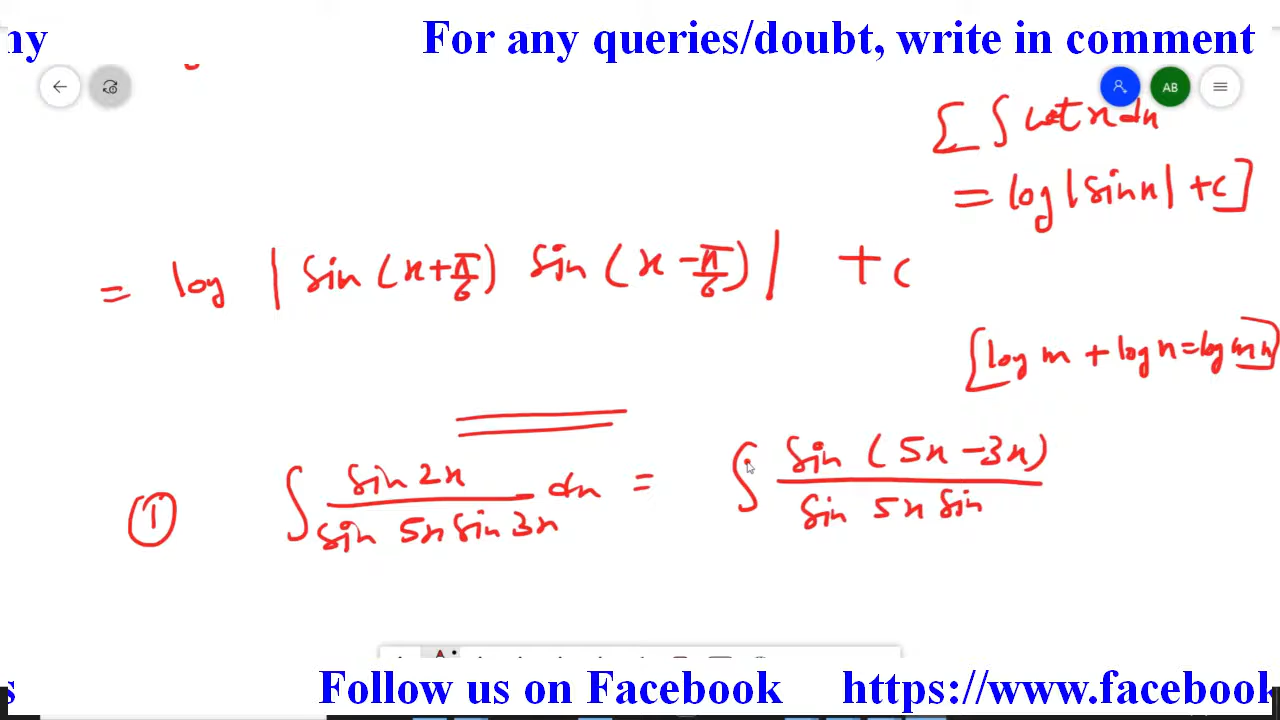 ny For any queries/doubt, write in comment
AB
[ ∫ cot x dx
= log |sin x| + c ]
= log | sin (x + π/6) sin (x - π/6) | + c
[log m + log n = log mn]
① ∫ sin 2x / sin 5x sin 3x dx = ∫ sin (5x - 3x) / sin 5x sin
s Follow us on Facebook https://www.facebook